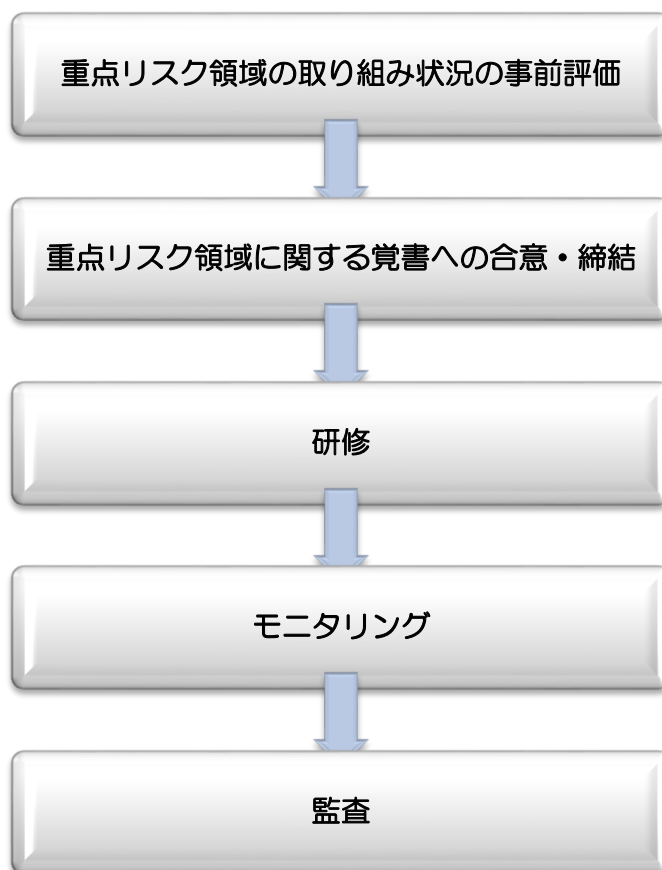 重点リスク領域の取り組み状況の事前評価
重点リスク領域に関する覚書への合意・締結
研修
モニタリング
監査